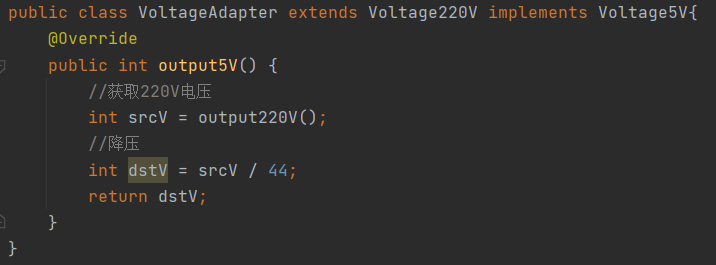 public class VoltageAdapter extends Voltage220V implements Voltage5V{
@Override
public int output5V() {
//获取220V电压
int srcV = output220V();
//降压
int dstV = srcV / 44;
return dstV;
}
}